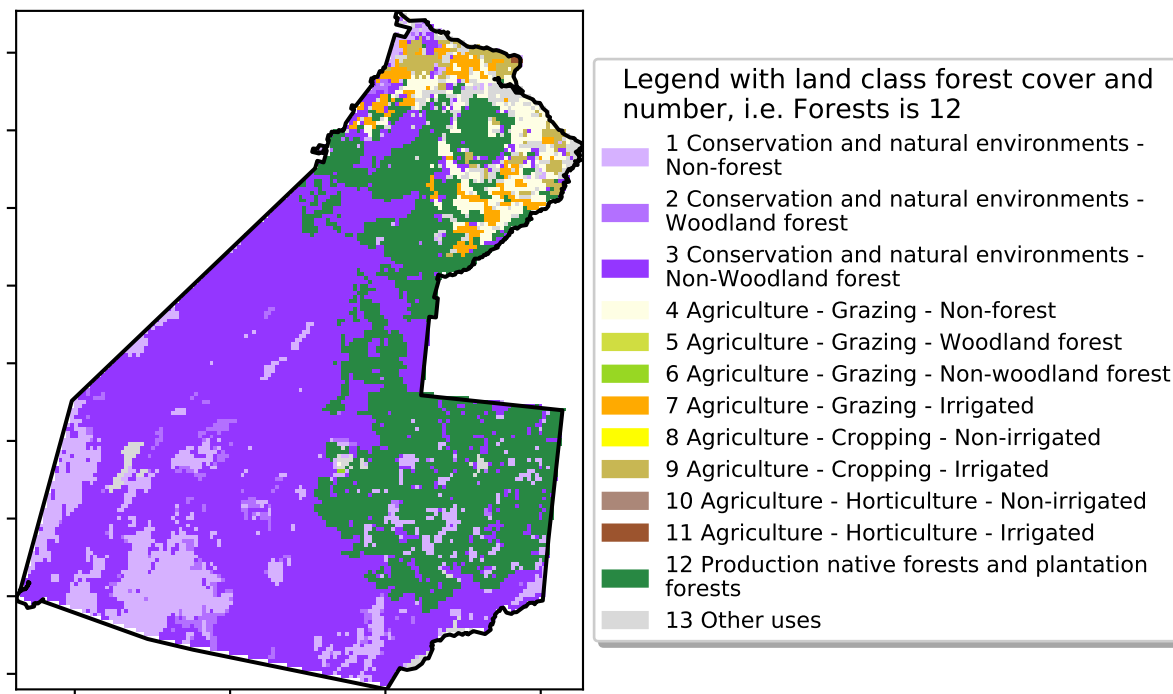 Legend with land class forest cover and
number, i.e. Forests is 12
1 Conservation and natural environments -
Non-forest
2 Conservation and natural environments -
Woodland forest
3 Conservation and natural environments -
Non-Woodland forest
4 Agriculture - Grazing - Non-forest
5 Agriculture - Grazing - Woodland forest
6 Agriculture - Grazing - Non-woodland forest
7 Agriculture - Grazing - Irrigated
8 Agriculture - Cropping - Non-irrigated
9 Agriculture - Cropping - Irrigated
10 Agriculture - Horticulture - Non-irrigated
11 Agriculture - Horticulture - Irrigated
12 Production native forests and plantation
forests
13 Other uses